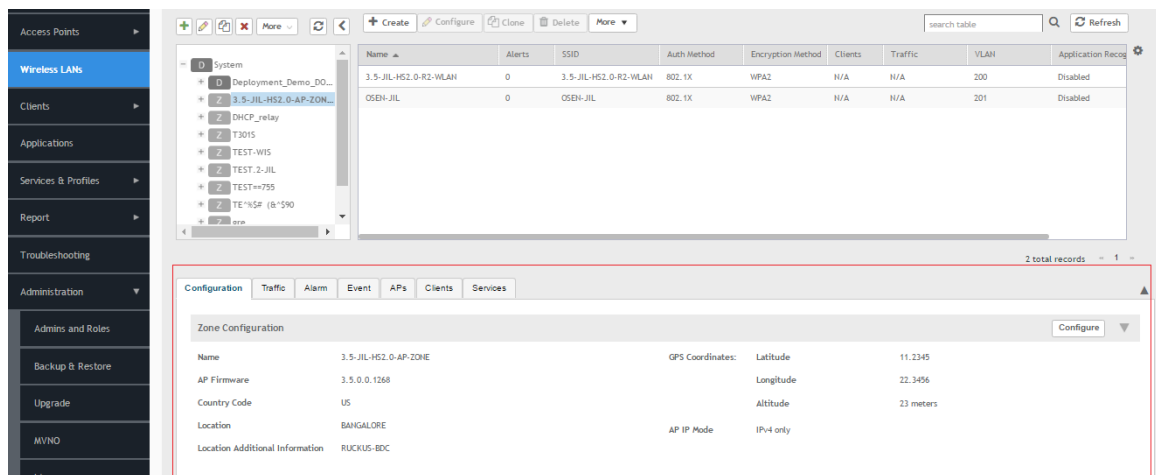 Access Points
Wireless LANs
Clients
Applications
Services & Profiles
Report
Troubleshooting
Administration
Admins and Roles
Backup & Restore
Upgrade
MVNO
More
Create Configure Clone Delete More
search table Refresh
D System
D Deployment_Demo_DO...
Z 3.5-JIL-HS2.0-AP-ZON...
Z DHCP_relay
Z T301S
Z TEST-WIS
Z TEST.2-JIL
Z TEST==755
Z TE^%$# (&^$90
Z gre
Name Alerts SSID Auth Method Encryption Method Clients Traffic VLAN Application Recog
3.5-JIL-HS2.0-R2-WLAN 0 3.5-JIL-HS2.0-R2-WLAN 802.1X WPA2 N/A N/A 200 Disabled
OSEN-JIL 0 OSEN-JIL 802.1X WPA2 N/A N/A 201 Disabled
2 total records 1
Configuration Traffic Alarm Event APs Clients Services
Zone Configuration Configure
Name 3.5-JIL-HS2.0-AP-ZONE GPS Coordinates: Latitude 11.2345
AP Firmware 3.5.0.0.1268 Longitude 22.3456
Country Code US Altitude 23 meters
Location BANGALORE AP IP Mode IPv4 only
Location Additional Information RUCKUS-BDC